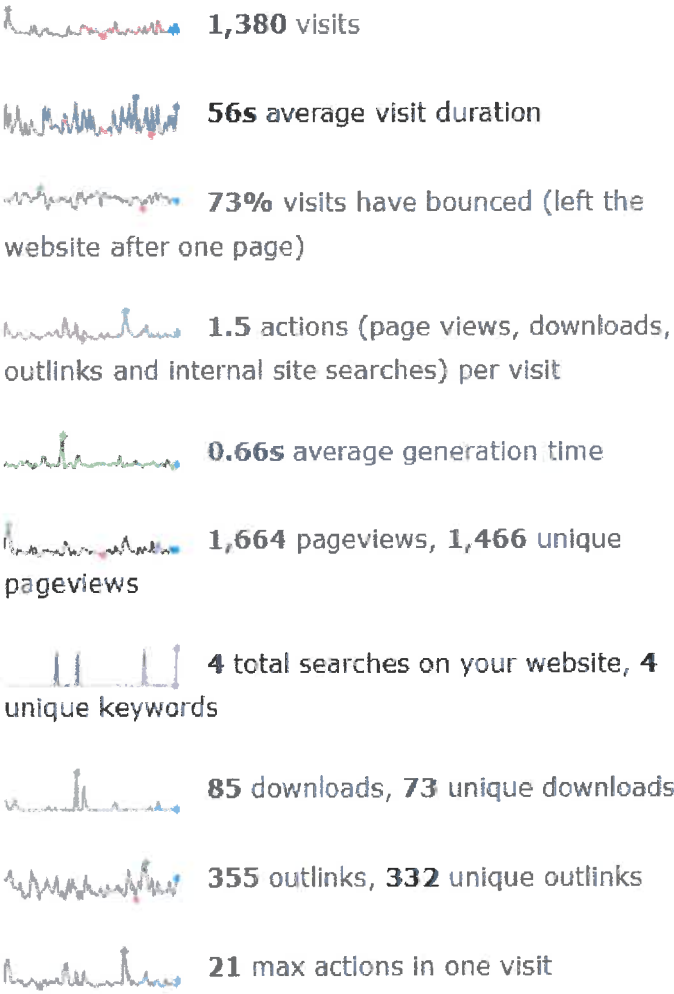 1,380 visits
56s average visit duration
73% visits have bounced (left the
website after one page)
1.5 actions (page views, downloads,
outlinks and internal site searches) per visit
0.66s average generation time
1,664 pageviews, 1,466 unique
pageviews
4 total searches on your website, 4
unique keywords
85 downloads, 73 unique downloads
355 outlinks, 332 unique outlinks
21 max actions in one visit